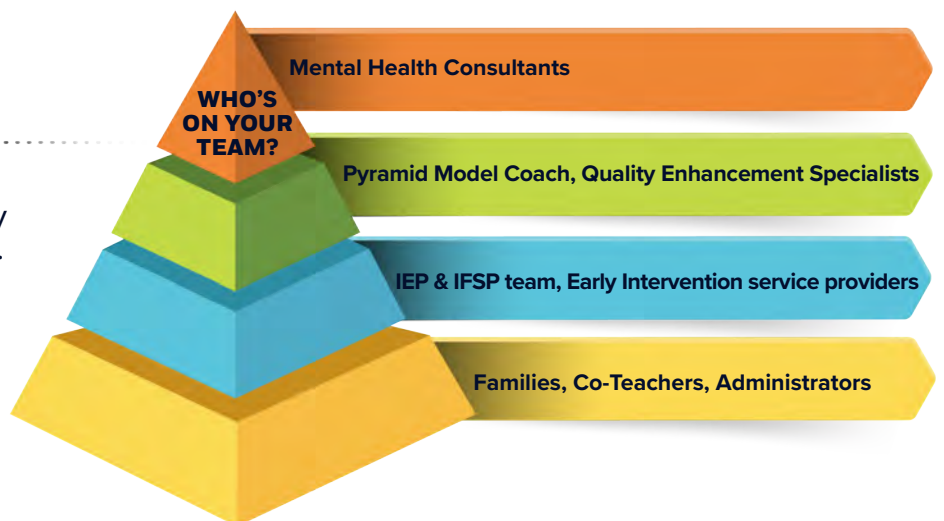 Mental Health Consultants
WHO'S
ON YOUR
TEAM?
Pyramid Model Coach, Quality Enhancement Specialists
IEP & IFSP team, Early Intervention service providers
Families, Co-Teachers, Administrators